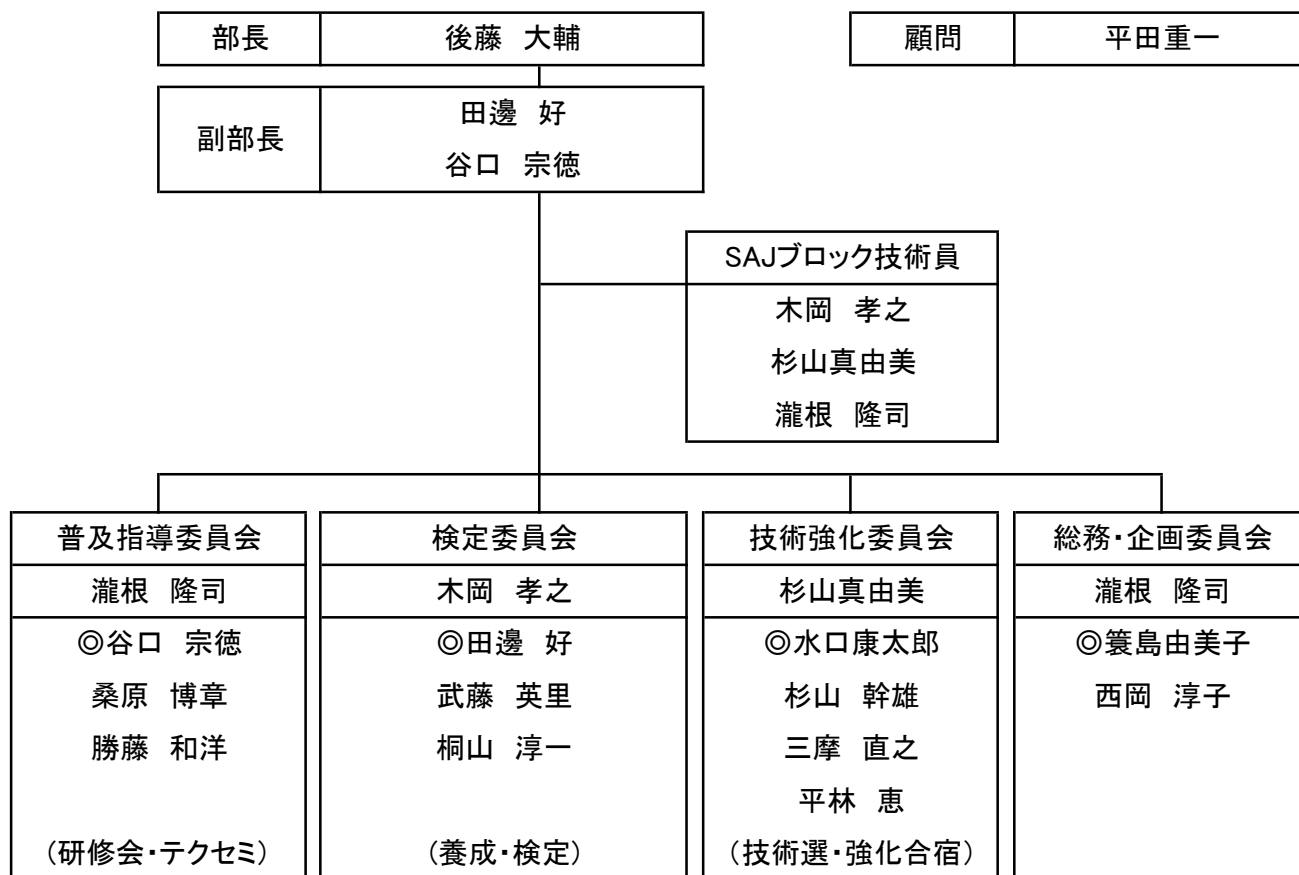 部長 後藤 大輔
顧問 平田重一
副部長
田邊 好
谷口 宗徳
SAJブロック技術員
木岡 孝之
杉山真由美
瀧根 隆司
普及指導委員会
瀧根 隆司
◎谷口 宗徳
桑原 博章
勝藤 和洋
(研修会・テクセミ)
検定委員会
木岡 孝之
◎田邊 好
武藤 英里
桐山 淳一
(養成・検定)
技術強化委員会
杉山真由美
◎水口康太郎
杉山 幹雄
三摩 直之
平林 恵
(技術選・強化合宿)
総務・企画委員会
瀧根 隆司
◎簑島由美子
西岡 淳子